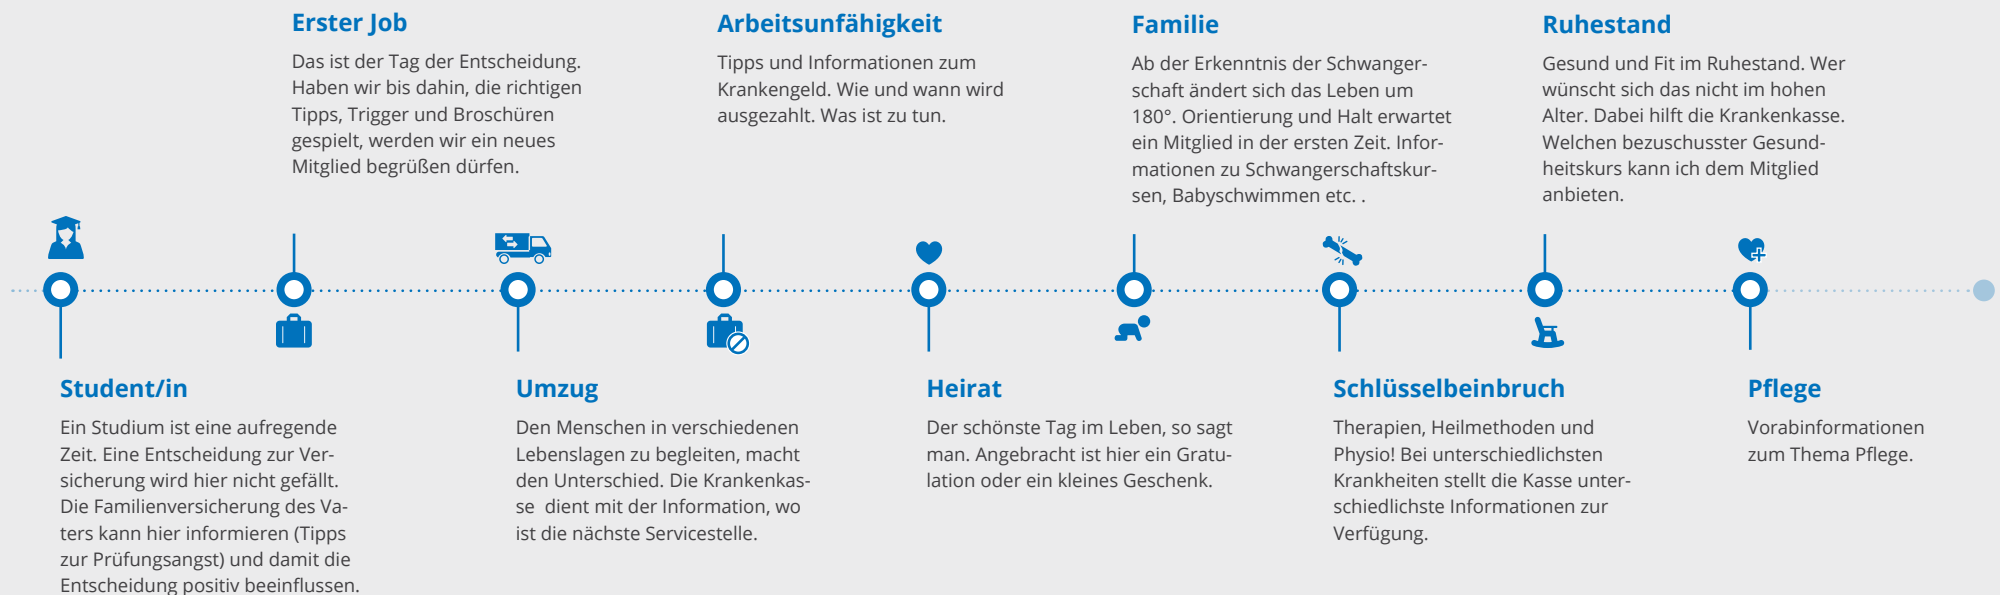 Erster Job
Das ist der Tag der Entscheidung.
Haben wir bis dahin, die richtigen
Tipps, Trigger und Broschüren
gespielt, werden wir ein neues
Mitglied begrüßen dürfen.
Arbeitsunfähigkeit
Tipps und Informationen zum
Krankengeld. Wie und wann wird
ausgezahlt. Was ist zu tun.
Familie
Ab der Erkenntnis der Schwanger-
schaft ändert sich das Leben um
180°. Orientierung und Halt erwartet
ein Mitglied in der ersten Zeit. Infor-
mationen zu Schwangerschaftskur-
sen, Babyschwimmen etc. .
Ruhestand
Gesund und Fit im Ruhestand. Wer
wünscht sich das nicht im hohen
Alter. Dabei hilft die Krankenkasse.
Welchen bezuschusster Gesund-
heitskurs kann ich dem Mitglied
anbieten.
Student/in
Ein Studium ist eine aufregende
Zeit. Eine Entscheidung zur Ver-
sicherung wird hier nicht gefällt.
Die Familienversicherung des Va-
ters kann hier informieren (Tipps
zur Prüfungsangst) und damit die
Entscheidung positiv beeinflussen.
Umzug
Den Menschen in verschiedenen
Lebenslagen zu begleiten, macht
den Unterschied. Die Krankenkas-
se  dient mit der Information, wo
ist die nächste Servicestelle.
Heirat
Der schönste Tag im Leben, so sagt
man. Angebracht ist hier ein Gratu-
lation oder ein kleines Geschenk.
Schlüsselbeinbruch
Therapien, Heilmethoden und
Physio! Bei unterschiedlichsten
Krankheiten stellt die Kasse unter-
schiedlichste Informationen zur
Verfügung.
Pflege
Vorabinformationen
zum Thema Pflege.